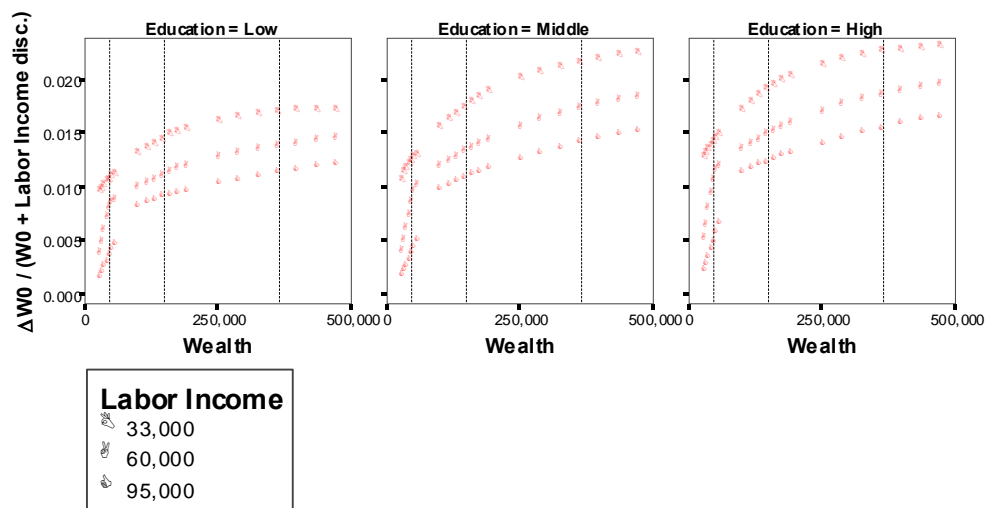 Education = Low
Education = Middle
Education = High
ΔW0 / (W0 + Labor Income disc.)
0.020
0.015
0.010
0.005
0.000
0
250,000
500,000
0
250,000
500,000
0
250,000
500,000
Wealth
Wealth
Wealth
Labor Income
33,000
60,000
95,000